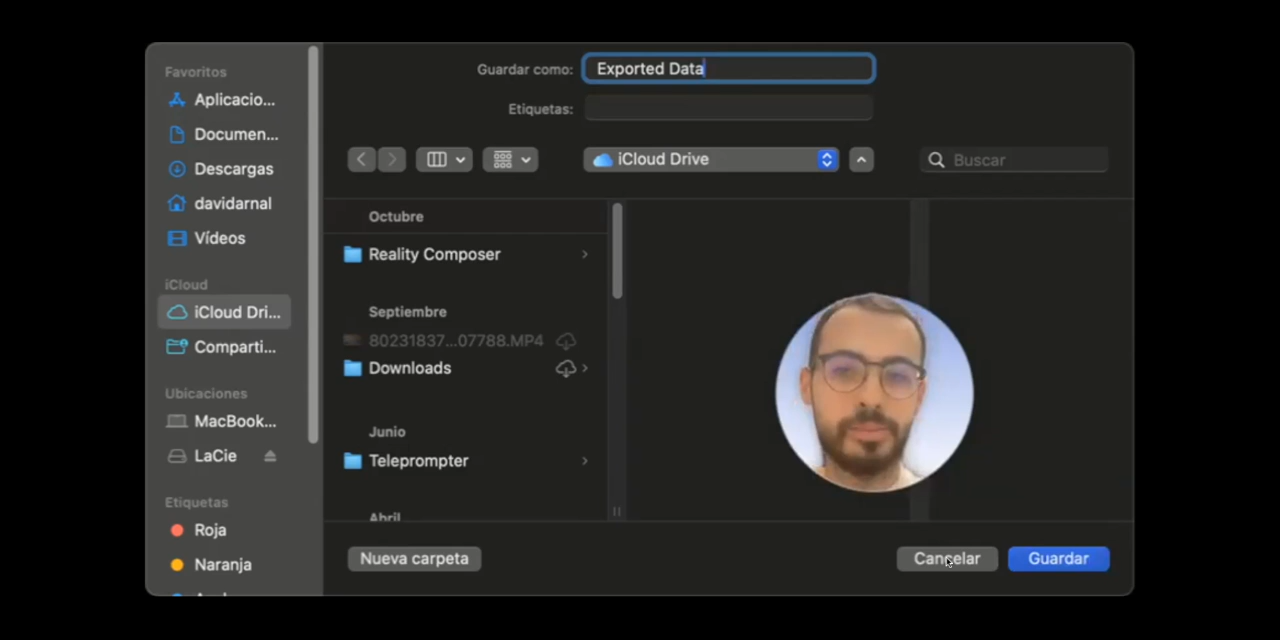 Favoritos
Aplicacio...
Documen...
Descargas
davidarnal
Vídeos
iCloud
iCloud Dri...
Comparti...
Ubicaciones
MacBook...
LaCie
Etiquetas
Roja
Naranja
Guardar como: Exported Data
Etiquetas:
iCloud Drive
Buscar
Octubre
Reality Composer
Septiembre
80231837...07788.MP4
Downloads
Junio
Teleprompter
Abril
Nueva carpeta
Cancelar
Guardar